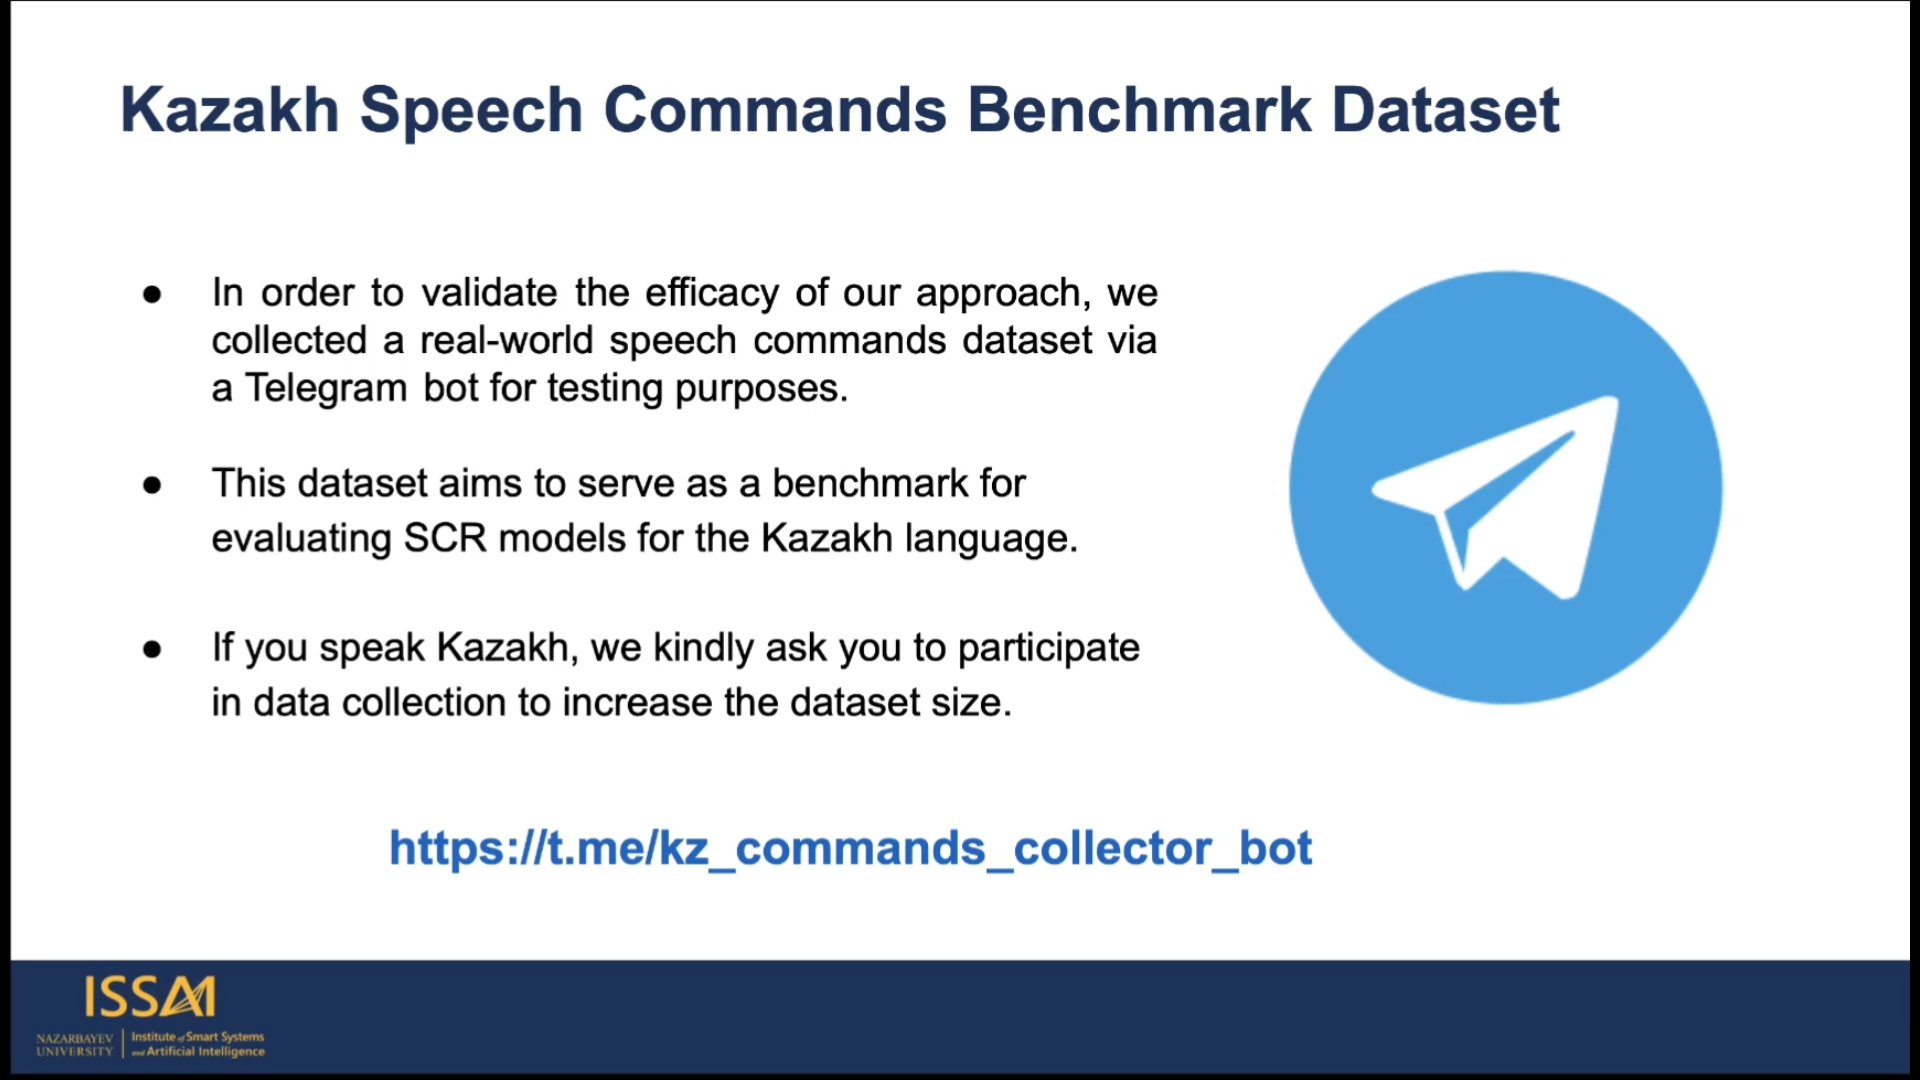 Kazakh Speech Commands Benchmark Dataset
● In order to validate the efficacy of our approach, we
collected a real-world speech commands dataset via
a Telegram bot for testing purposes.
● This dataset aims to serve as a benchmark for
evaluating SCR models for the Kazakh language.
● If you speak Kazakh, we kindly ask you to participate
in data collection to increase the dataset size.
https://t.me/kz_commands_collector_bot
ISSAI
NAZARBAYEV UNIVERSITY
Institute of Smart Systems
and Artificial Intelligence